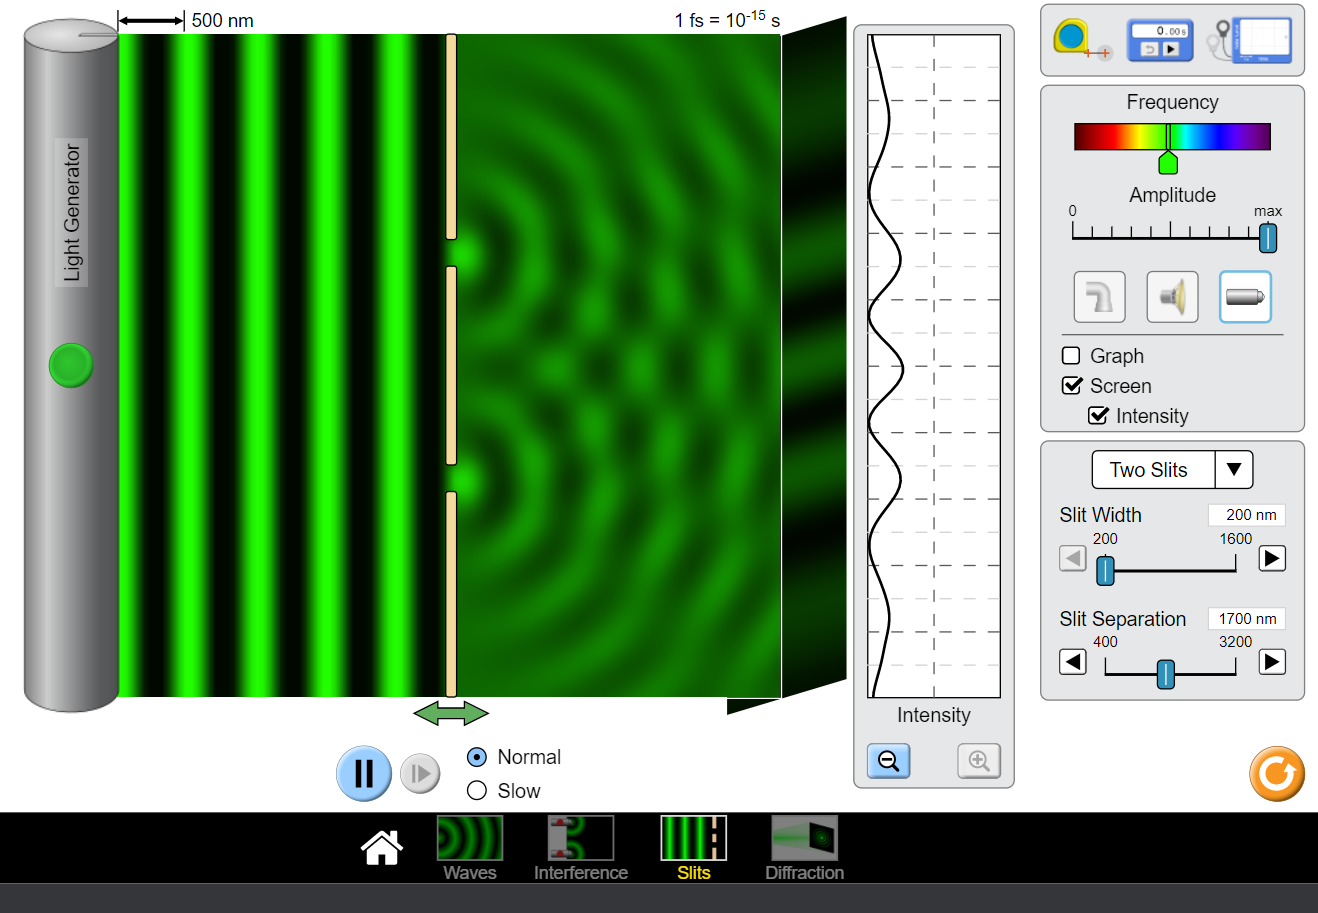 500 nm
1 fs = 10⁻¹⁵ s
Light Generator
0.00 s
Frequency
Amplitude
0
max
Graph
Screen
Intensity
Two Slits
Slit Width
200 nm
200
1600
Slit Separation
1700 nm
400
3200
Intensity
Normal
Slow
Waves
Interference
Slits
Diffraction